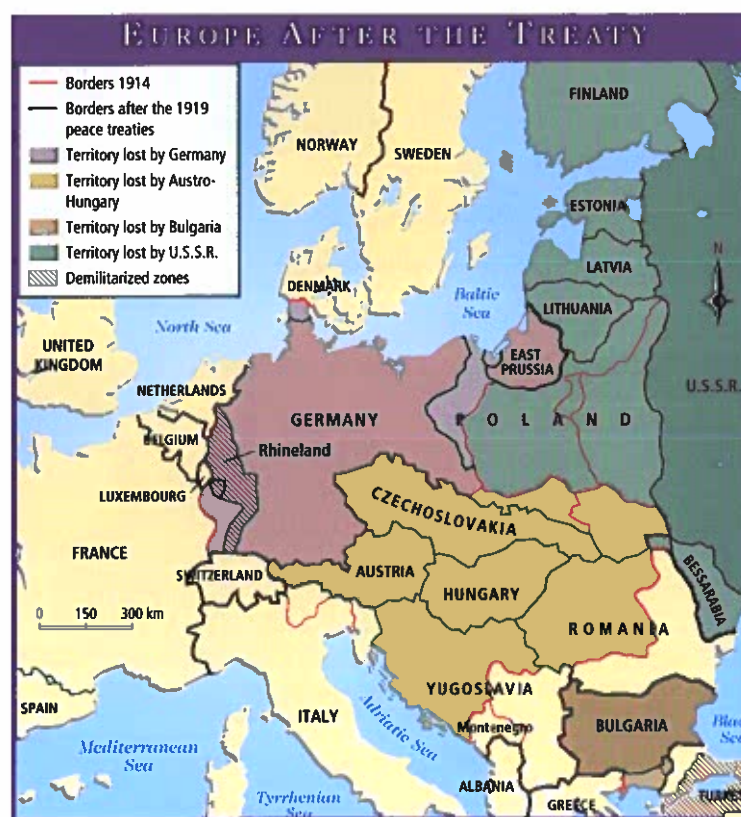 EUROPE AFTER THE TREATY
Borders 1914
Borders after the 1919
peace treaties
Territory lost by Germany
Territory lost by Austro-
Hungary
Territory lost by Bulgaria
Territory lost by U.S.S.R.
Demilitarized zones
FINLAND
NORWAY
SWEDEN
ESTONIA
N
LATVIA
DENMARK
Baltic
Sea
LITHUANIA
North Sea
UNITED
KINGDOM
EAST
PRUSSIA
U.S.S.R.
NETHERLANDS
GERMANY
POLAND
BELGIUM
Rhineland
LUXEMBOURG
CZECHOSLOVAKIA
FRANCE
SWITZERLAND
AUSTRIA
BESSARABIA
HUNGARY
0 150 300 km
ROMANIA
YUGOSLAVIA
SPAIN
ITALY
Adriatic Sea
Montenegro
BULGARIA
Black
Sea
Mediterranean
Sea
ALBANIA
Tyrrhenian
Sea
GREECE
TURKEY